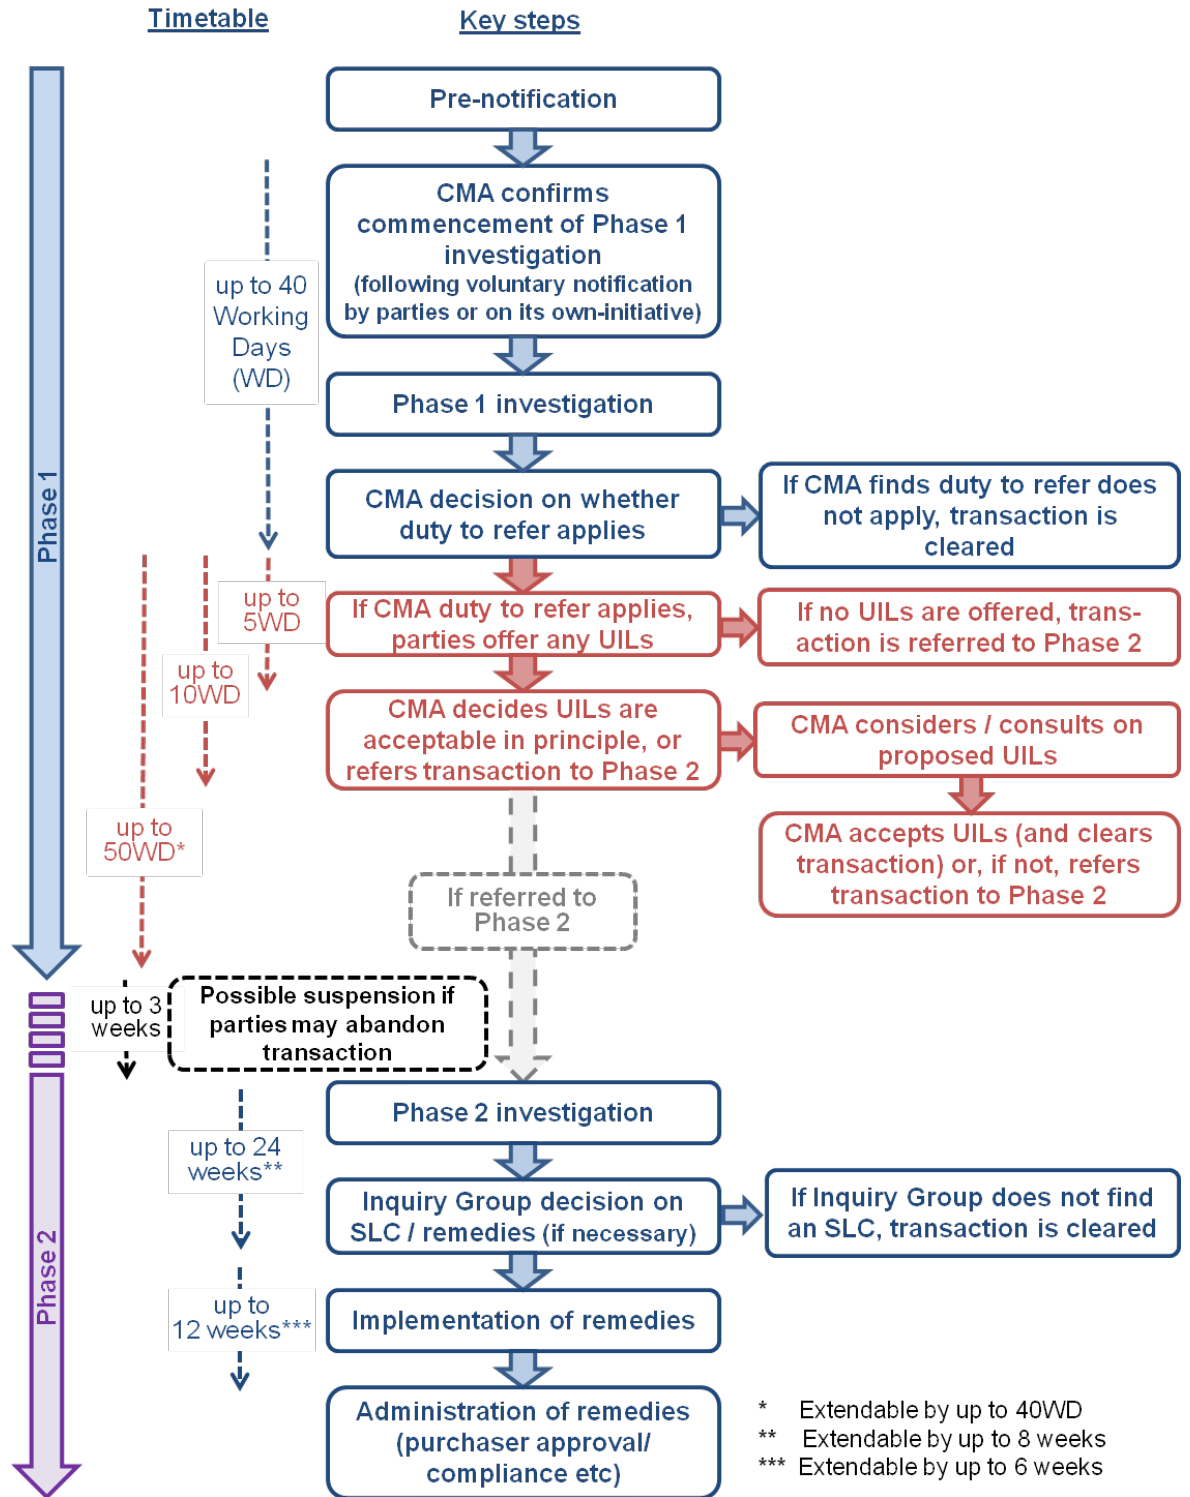 Timetable
Key steps
Pre-notification
CMA confirms
commencement of Phase 1
investigation
(following voluntary notification
by parties or on its own-initiative)
up to 40
Working
Days
(WD)
Phase 1 investigation
Phase 1
CMA decision on whether
duty to refer applies
If CMA finds duty to refer does
not apply, transaction is
cleared
up to
5WD
If CMA duty to refer applies,
parties offer any UILs
If no UILs are offered, trans-
action is referred to Phase 2
up to
10WD
CMA decides UILs are
acceptable in principle, or
refers transaction to Phase 2
CMA considers / consults on
proposed UILs
up to
50WD*
CMA accepts UILs (and clears
transaction) or, if not, refers
transaction to Phase 2
If referred to
Phase 2
up to 3
weeks
Possible suspension if
parties may abandon
transaction
Phase 2 investigation
up to 24
weeks**
Inquiry Group decision on
SLC / remedies (if necessary)
If Inquiry Group does not find
an SLC, transaction is cleared
Phase 2
up to
12 weeks***
Implementation of remedies
Administration of remedies
(purchaser approval/
compliance etc)
* Extendable by up to 40WD
** Extendable by up to 8 weeks
*** Extendable by up to 6 weeks